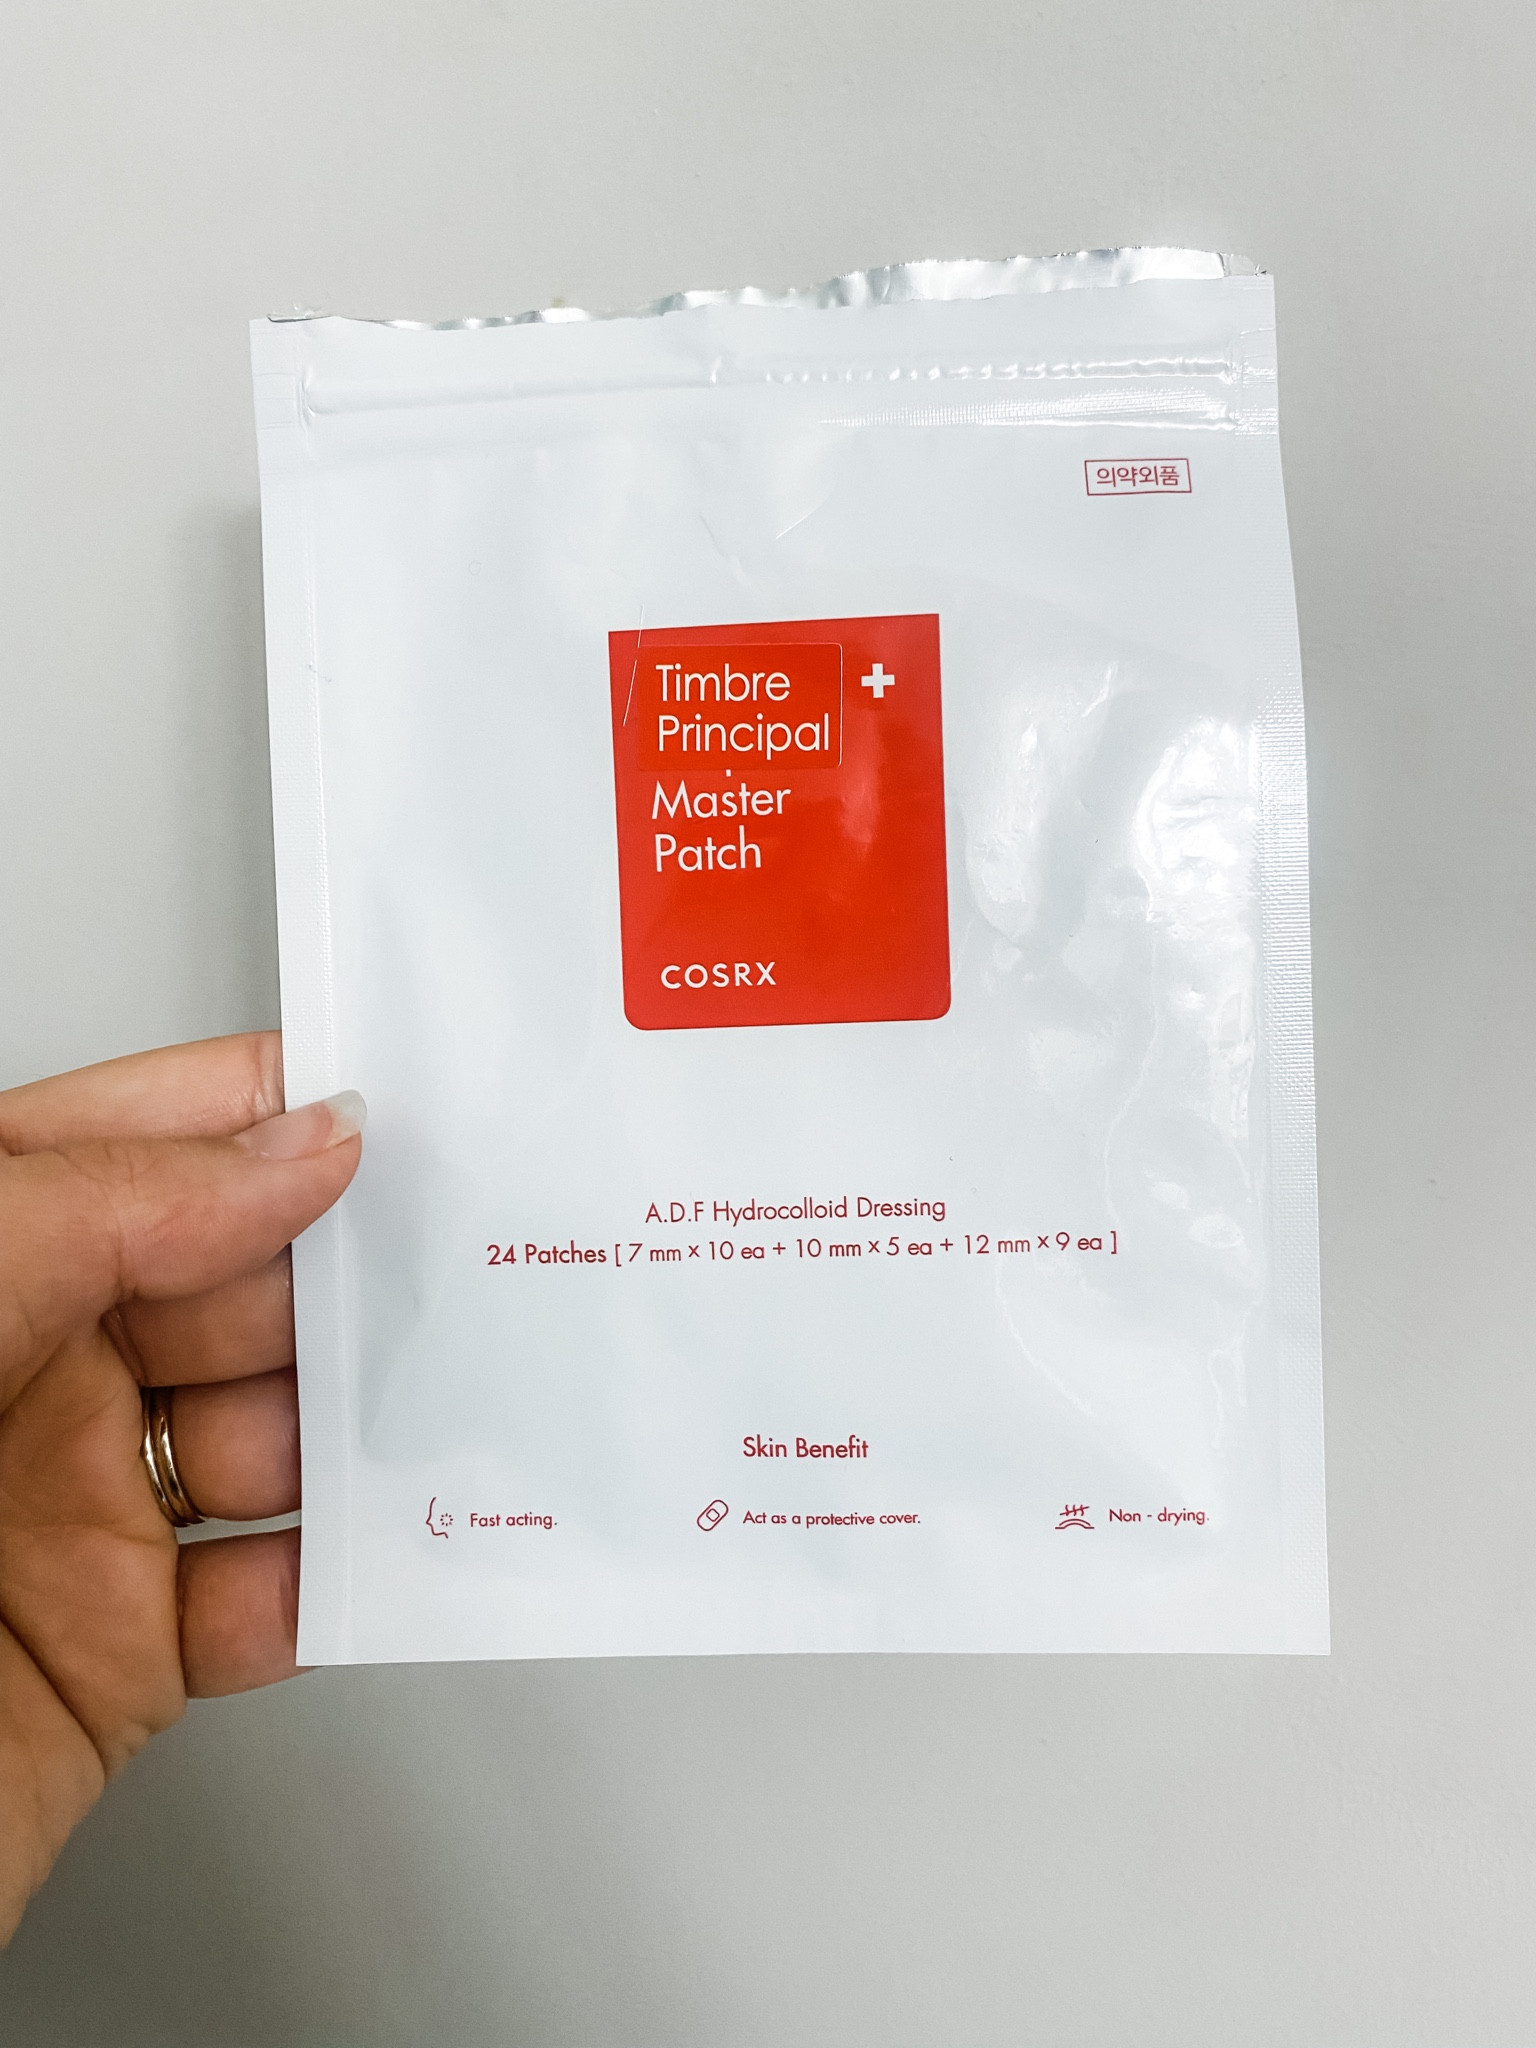 의약외품
Timbre
Principal
Master
Patch
COSRX
A.D.F Hydrocolloid Dressing
24 Patches [ 7 mm × 10 ea + 10 mm × 5 ea + 12 mm × 9 ea ]
Skin Benefit
Fast acting.
Act as a protective cover.
Non - drying.